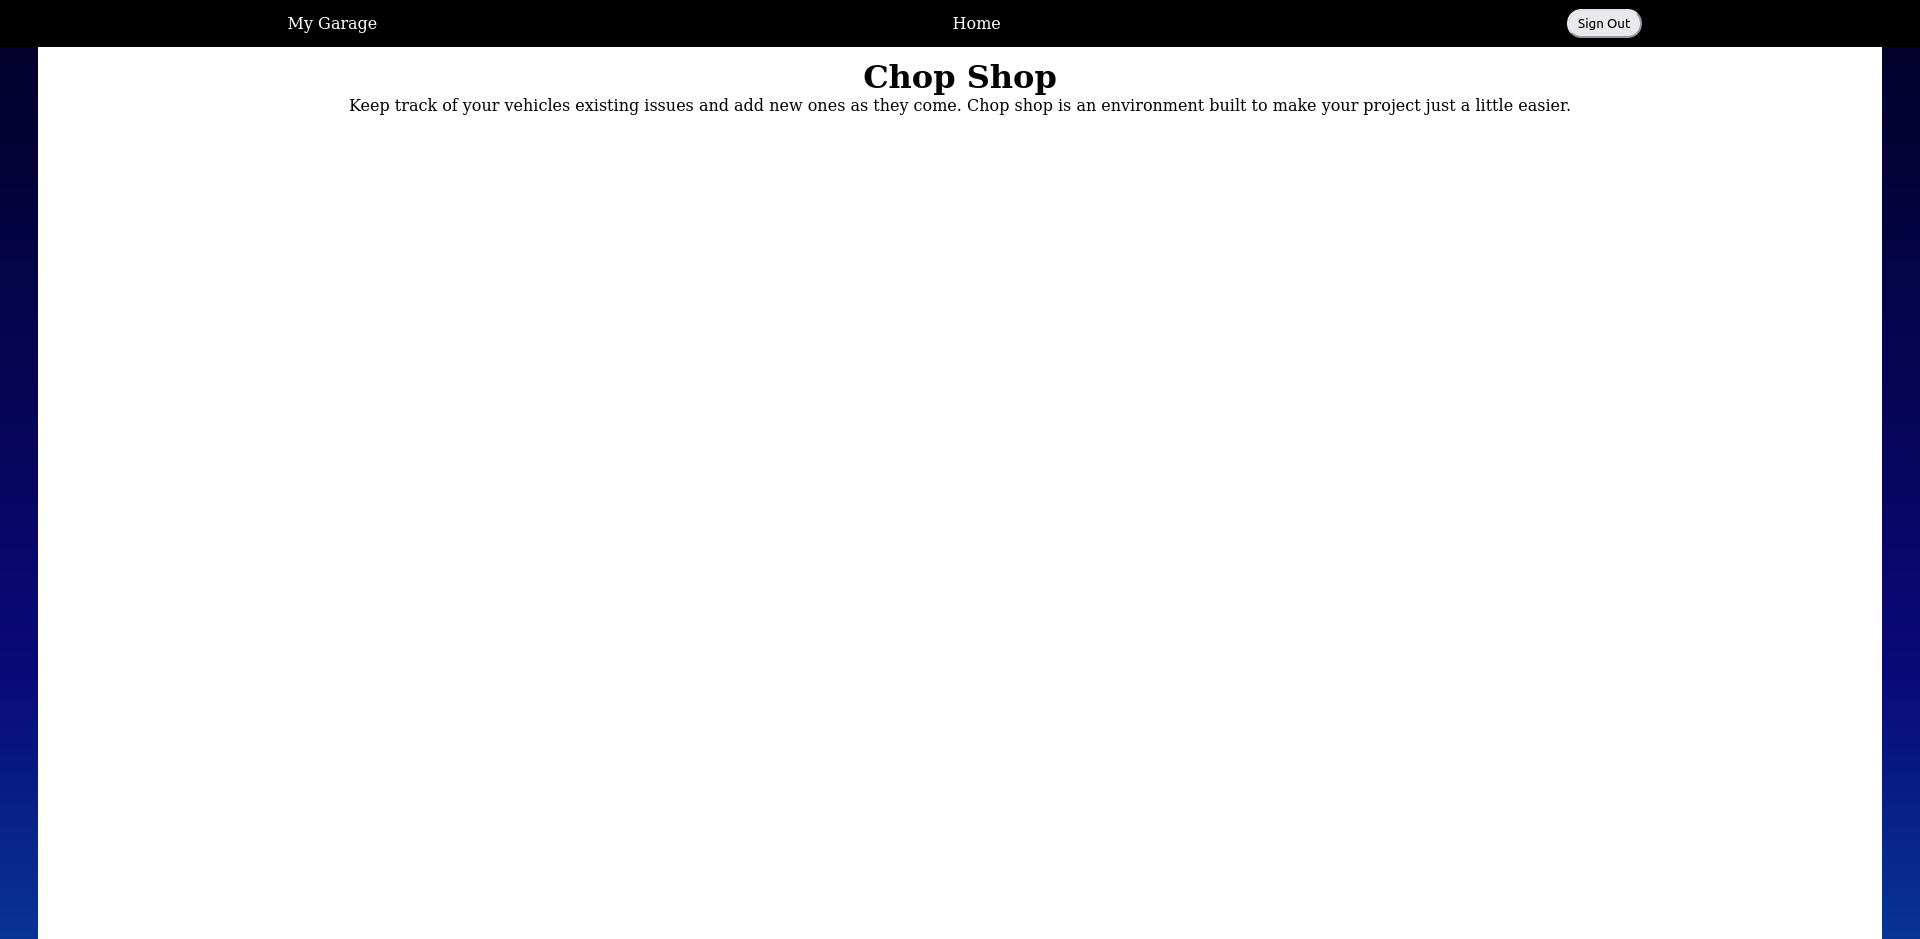 My Garage
Home
Sign Out
Chop Shop
Keep track of your vehicles existing issues and add new ones as they come. Chop shop is an environment built to make your project just a little easier.